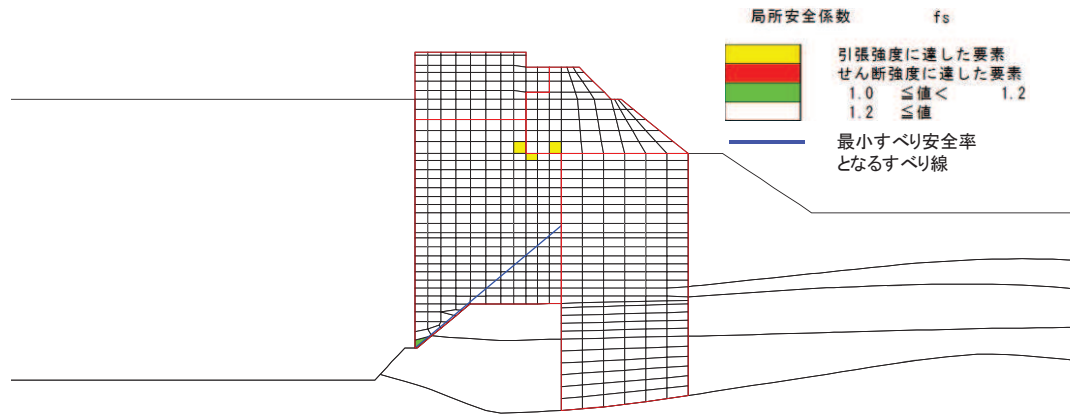 局所安全係数 fs
引張強度に達した要素
せん断強度に達した要素
1.0 ≦値< 1.2
1.2 ≦値
最小すべり安全率
となるすべり線